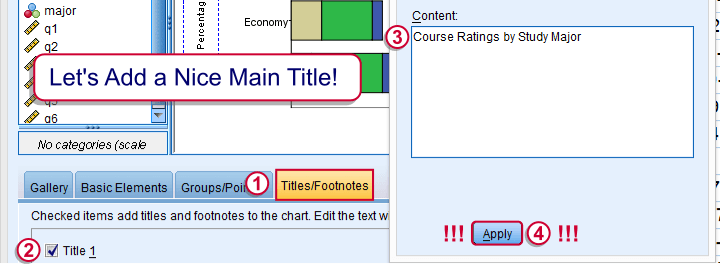 major
q1
q2
q6
No categories (scale
Percentag
Economy
Let's Add a Nice Main Title!
Gallery
Basic Elements
Groups/Poi
1
Titles/Footnotes
Checked items add titles and footnotes to the chart. Edit the text w
2
Title 1
Content:
3
Course Ratings by Study Major
!!! Apply 4 !!!